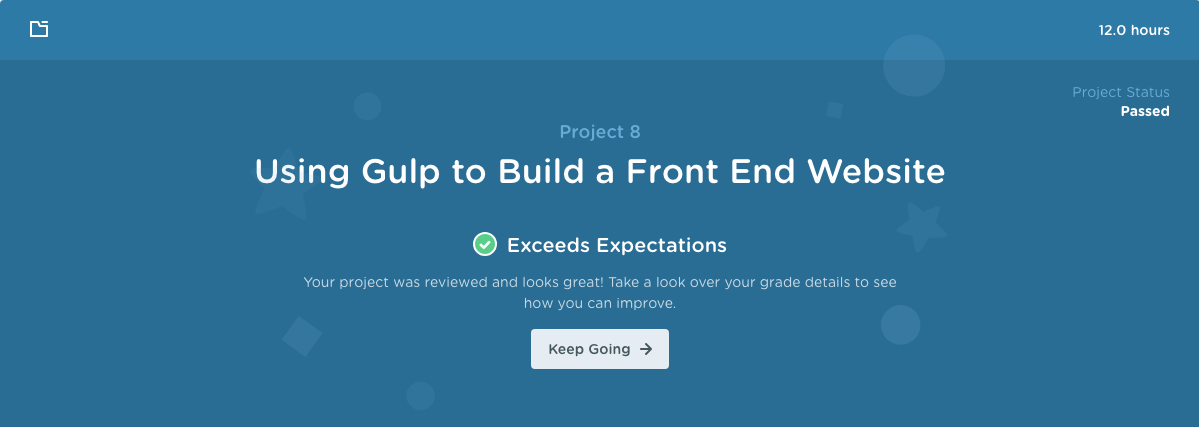 12.0 hours
Project Status
Passed
Project 8
Using Gulp to Build a Front End Website
Exceeds Expectations
Your project was reviewed and looks great! Take a look over your grade details to see
how you can improve.
Keep Going